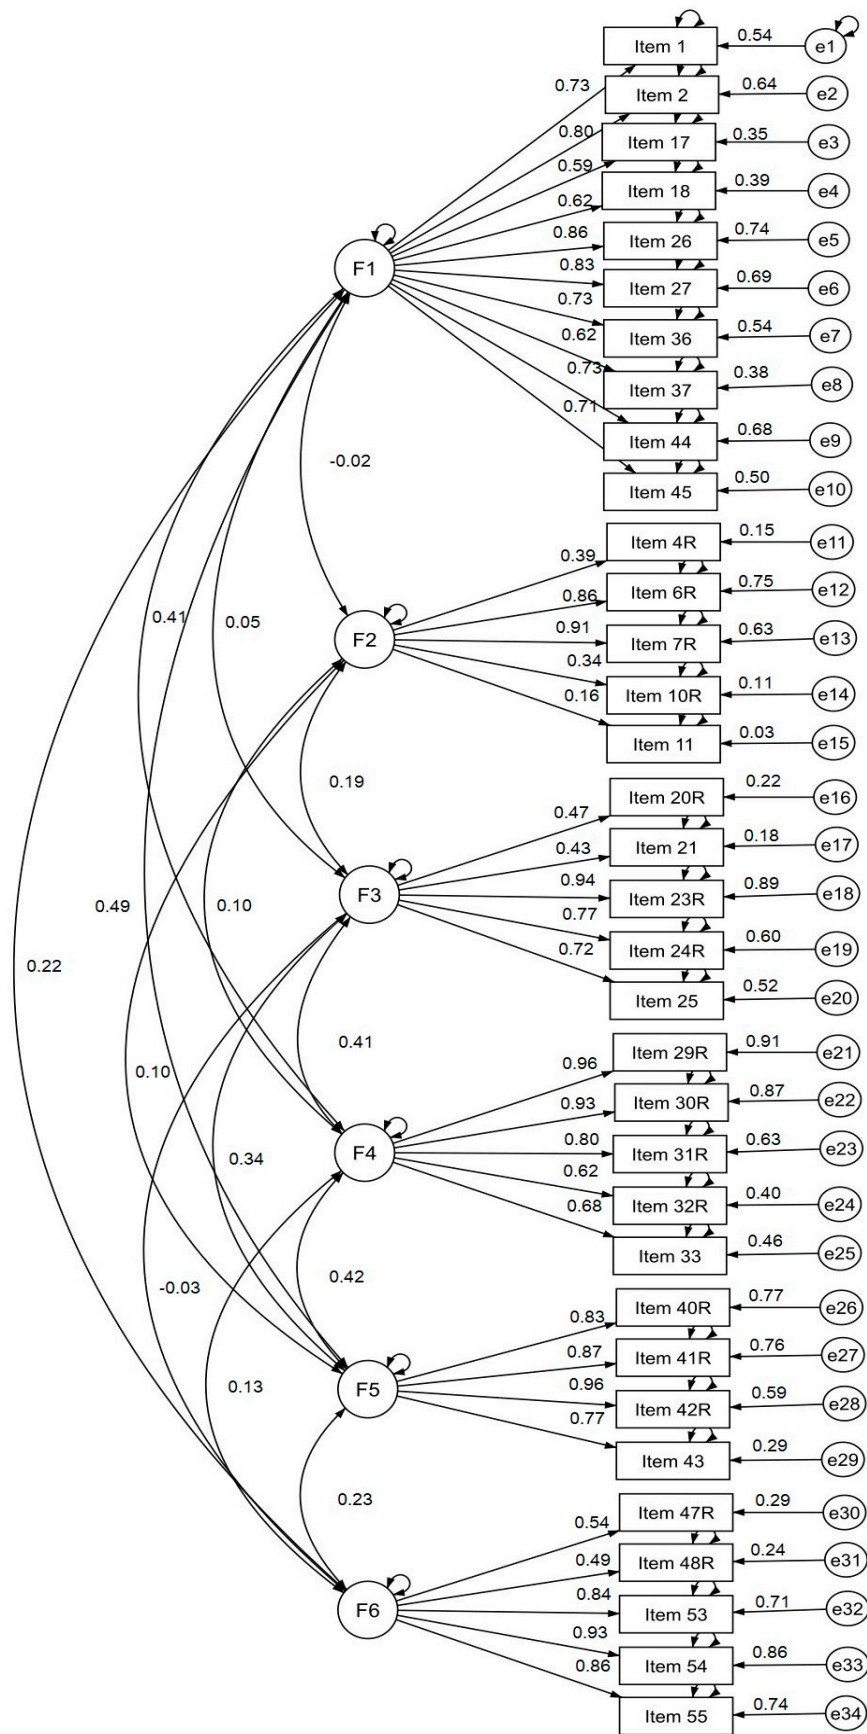 Item 1 0.54 e1
0.73 Item 2 0.64 e2
0.80 Item 17 0.35 e3
0.59
0.62 Item 18 0.39 e4
0.86 Item 26 0.74 e5
F1 0.83 Item 27 0.69 e6
0.73 Item 36 0.54 e7
0.62
0.73 Item 37 0.38 e8
0.71 Item 44 0.68 e9
-0.02
Item 45 0.50 e10
Item 4R 0.15 e11
0.39
0.86 Item 6R 0.75 e12
0.41 0.05 F2 0.91 Item 7R 0.63 e13
0.34
0.16 Item 10R 0.11 e14
Item 11 0.03 e15
0.19
Item 20R 0.22 e16
0.47
0.43 Item 21 0.18 e17
F3 0.94 Item 23R 0.89 e18
0.49 0.10 0.77
0.72 Item 24R 0.60 e19
0.22
Item 25 0.52 e20
0.41
Item 29R 0.91 e21
0.96
0.10 0.93 Item 30R 0.87 e22
0.34 F4 0.80 Item 31R 0.63 e23
0.62
0.68 Item 32R 0.40 e24
Item 33 0.46 e25
-0.03 0.42
Item 40R 0.77 e26
0.83
0.87 Item 41R 0.76 e27
0.13 F5 0.96 Item 42R 0.59 e28
0.77
Item 43 0.29 e29
0.23
Item 47R 0.29 e30
0.54
0.49 Item 48R 0.24 e31
F6 0.84 Item 53 0.71 e32
0.93
0.86 Item 54 0.86 e33
Item 55 0.74 e34